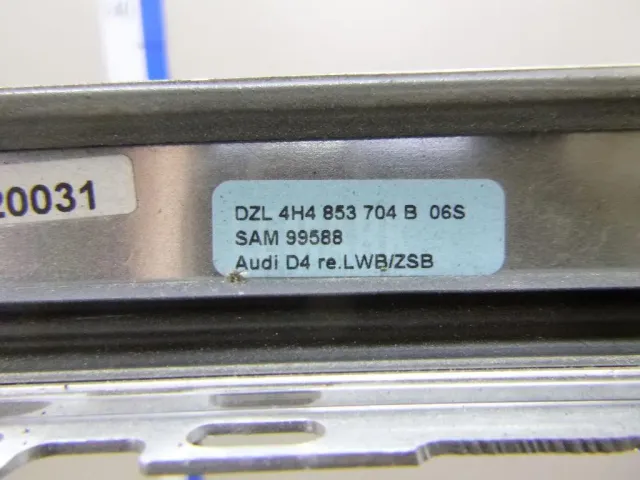 20031
DZL 4H4 853 704 B 06S
SAM 99588
Audi D4 re.LWB/ZSB